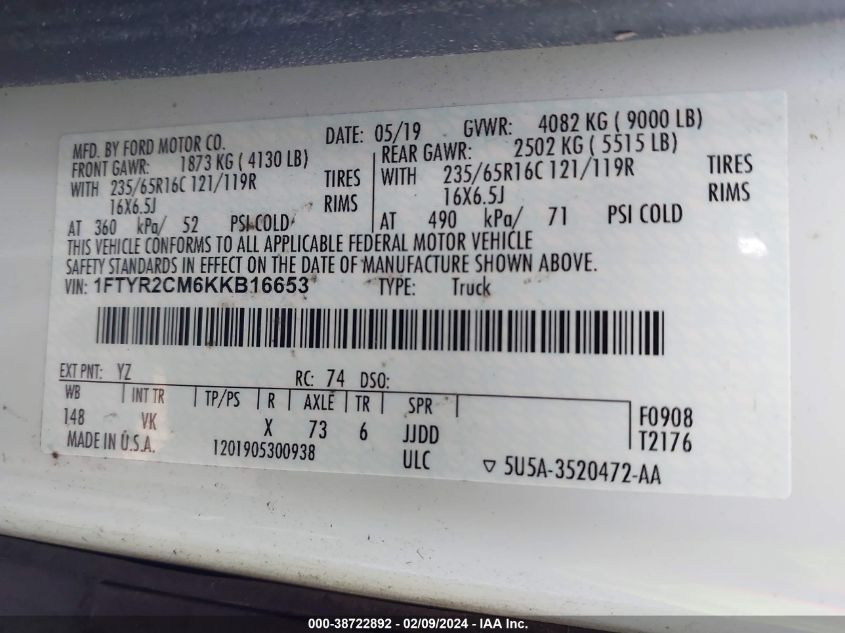 MFD. BY FORD MOTOR CO. DATE: 05/19 GVWR: 4082 KG ( 9000 LB)
FRONT GAWR: 1873 KG ( 4130 LB) REAR GAWR: 2502 KG ( 5515 LB)
WITH 235/65R16C 121/119R TIRES WITH 235/65R16C 121/119R TIRES
16X6.5J RIMS 16X6.5J RIMS
AT 360 kPa/ 52 PSI COLD AT 490 kPa/ 71 PSI COLD
THIS VEHICLE CONFORMS TO ALL APPLICABLE FEDERAL MOTOR VEHICLE
SAFETY STANDARDS IN EFFECT ON THE DATE OF MANUFACTURE SHOWN ABOVE.
VIN: 1FTYR2CM6KKB16653 TYPE: Truck
EXT PNT: YZ RC: 74 DSO:
WB INT TR TP/PS R AXLE TR SPR
148 VK X 73 6 JJDD F0908
MADE IN U.S.A. 1201905300938 ULC T2176
▽ 5U5A-3520472-AA
000-38722892 - 02/09/2024 - IAA Inc.